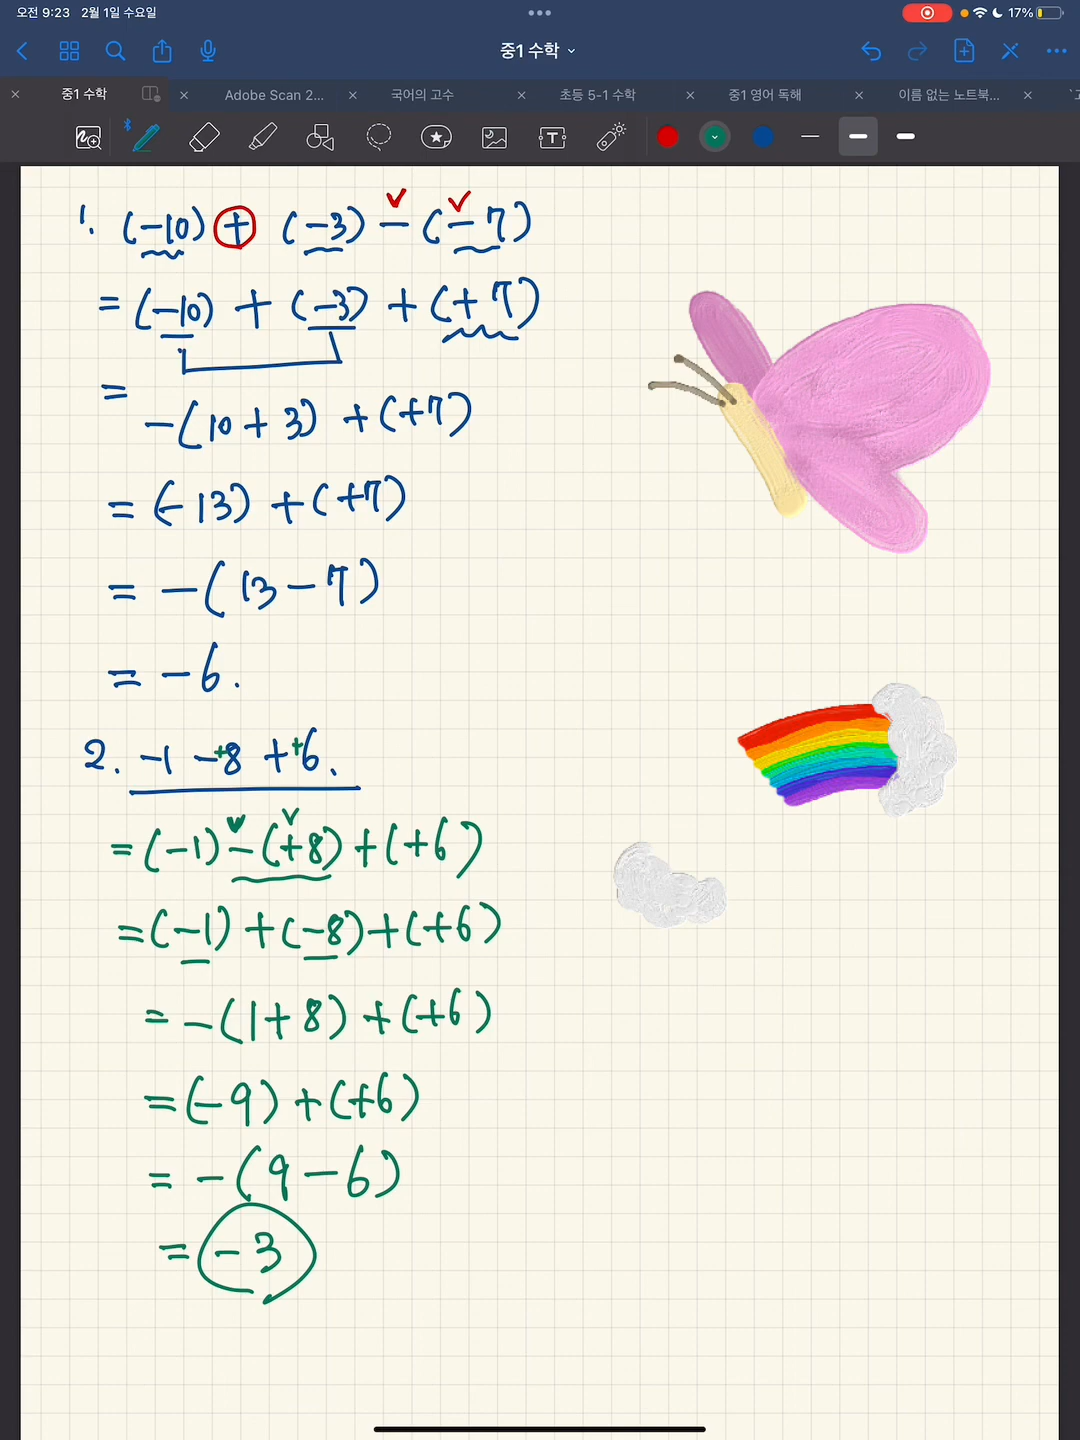 오전 9:23 2월 1일 수요일
17%
중1 수학
중1 수학
Adobe Scan 2...
국어의 고수
초등 5-1 수학
중1 영어 독해
이름 없는 노트북...
1. (-10) + (-3) - (-7)
= (-10) + (-3) + (+7)
=
-(10+3) + (+7)
= (-13) + (+7)
= -(13-7)
= -6.
2. -1 -+8 ++6.
= (-1) - (+8) + (+6)
= (-1) + (-8) + (+6)
= -(1+8) + (+6)
= (-9) + (+6)
= -(9-6)
= -3